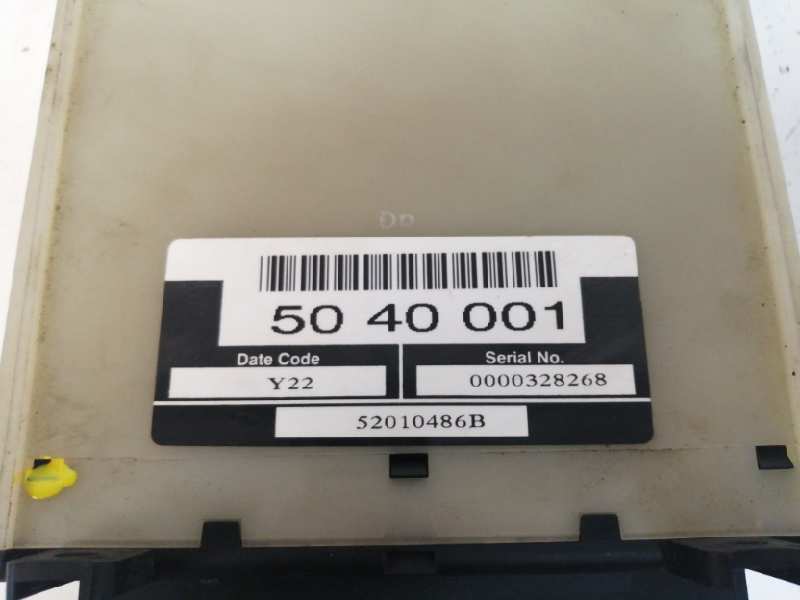 50 40 001
Date Code
Serial No.
Y22
0000328268
52010486B